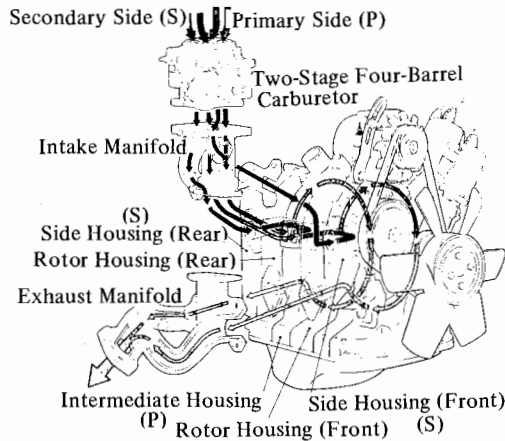 Secondary Side (S)
Primary Side (P)
Two-Stage Four-Barrel
Carburetor
Intake Manifold
(S)
Side Housing (Rear)
Rotor Housing (Rear)
Exhaust Manifold
Intermediate Housing
(P)
Rotor Housing (Front)
Side Housing (Front)
(S)